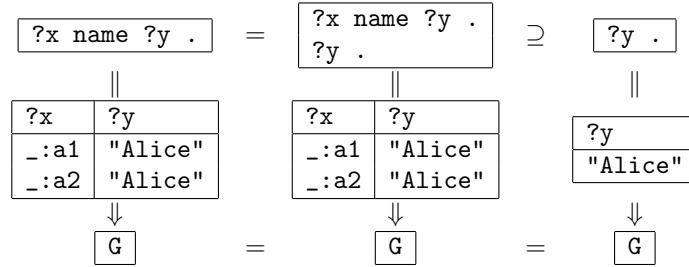 ?x name ?y . = ?x name ?y . ⊇ ?y .
?y .
|| || ||
?x ?y ?x ?y ?y
_:a1 "Alice" _:a1 "Alice" "Alice"
_:a2 "Alice" _:a2 "Alice"
⇓ ⇓ ⇓
G = G = G